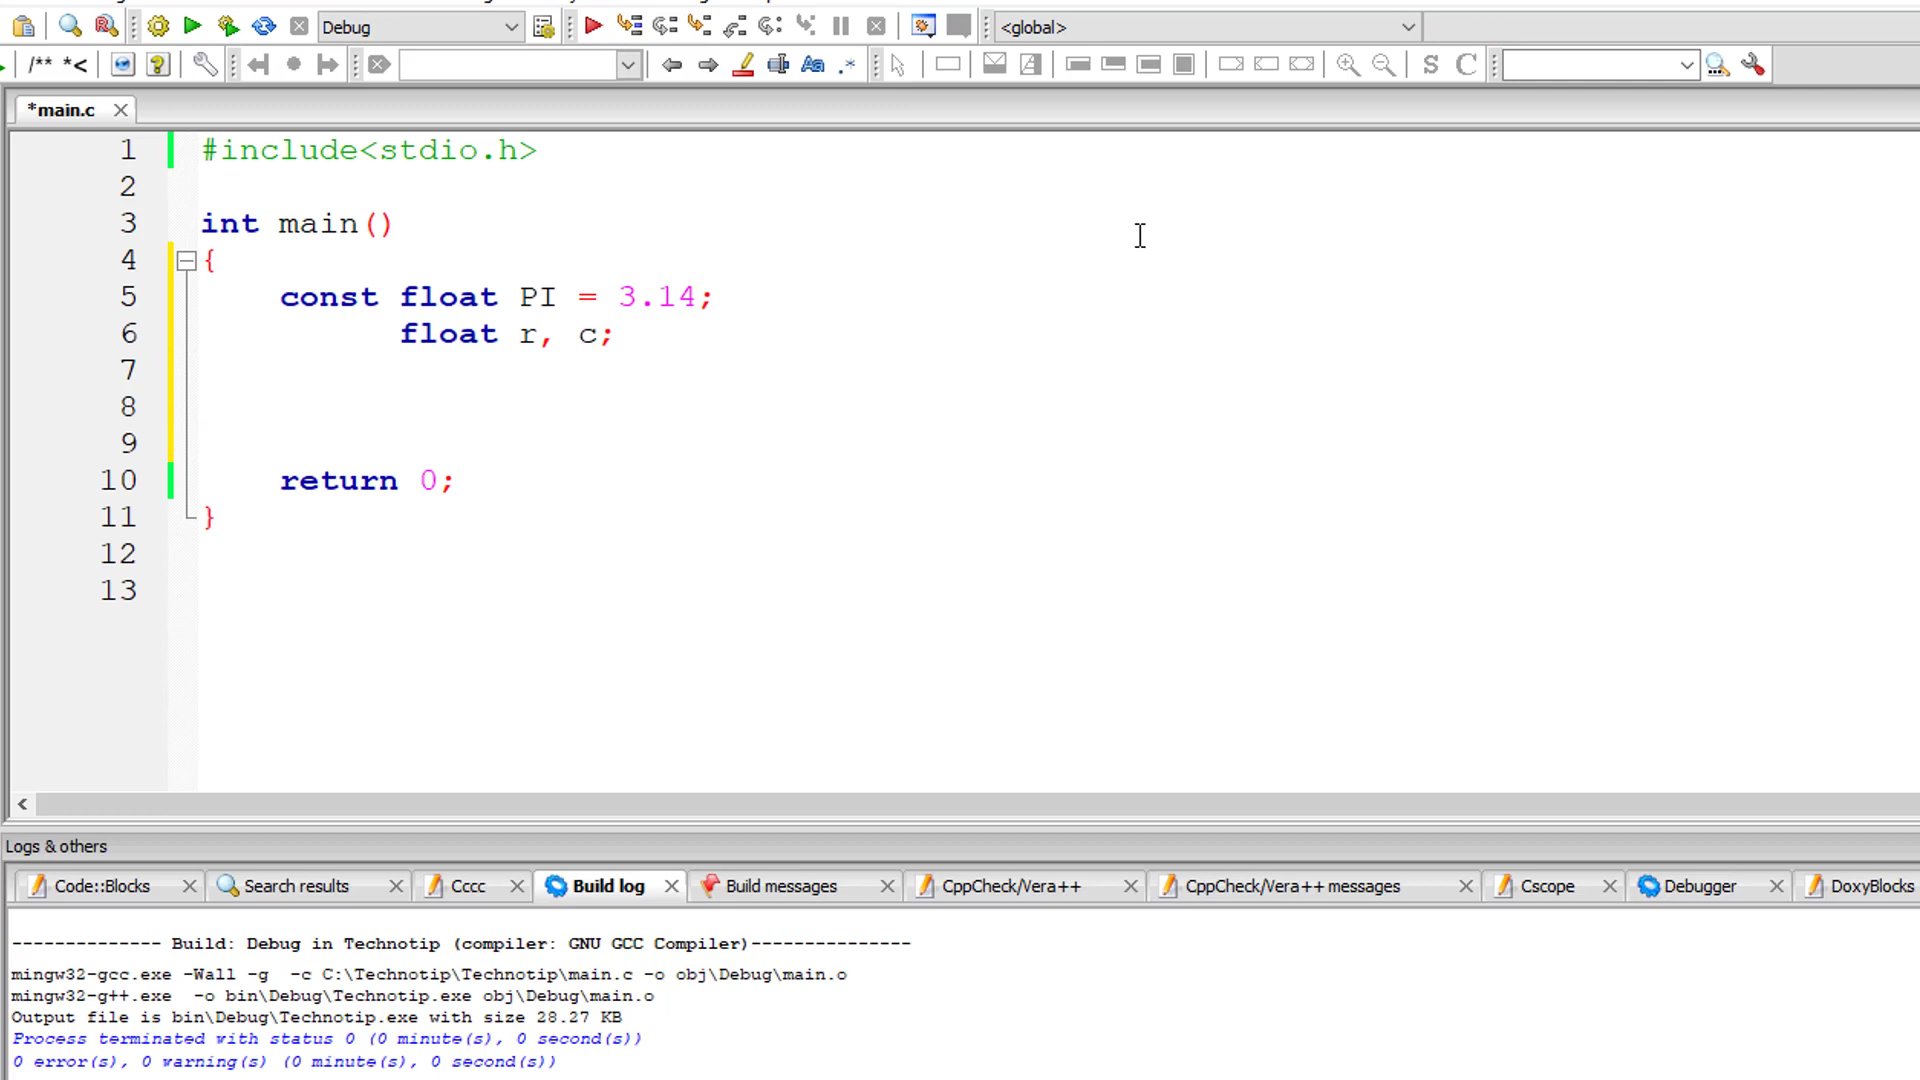 Debug
<global>
/** *<
S C
*main.c
1 #include<stdio.h>
2
3 int main()
4 {
5 const float PI = 3.14;
6 float r, c;
7
8
9
10 return 0;
11 }
12
13
Logs & others
Code::Blocks Search results Cccc Build log Build messages CppCheck/Vera++ CppCheck/Vera++ messages Cscope Debugger DoxyBlocks
-------------- Build: Debug in Technotip (compiler: GNU GCC Compiler)---------------
mingw32-gcc.exe -Wall -g -c C:\Technotip\Technotip\main.c -o obj\Debug\main.o
mingw32-g++.exe -o bin\Debug\Technotip.exe obj\Debug\main.o
Output file is bin\Debug\Technotip.exe with size 28.27 KB
Process terminated with status 0 (0 minute(s), 0 second(s))
0 error(s), 0 warning(s) (0 minute(s), 0 second(s))